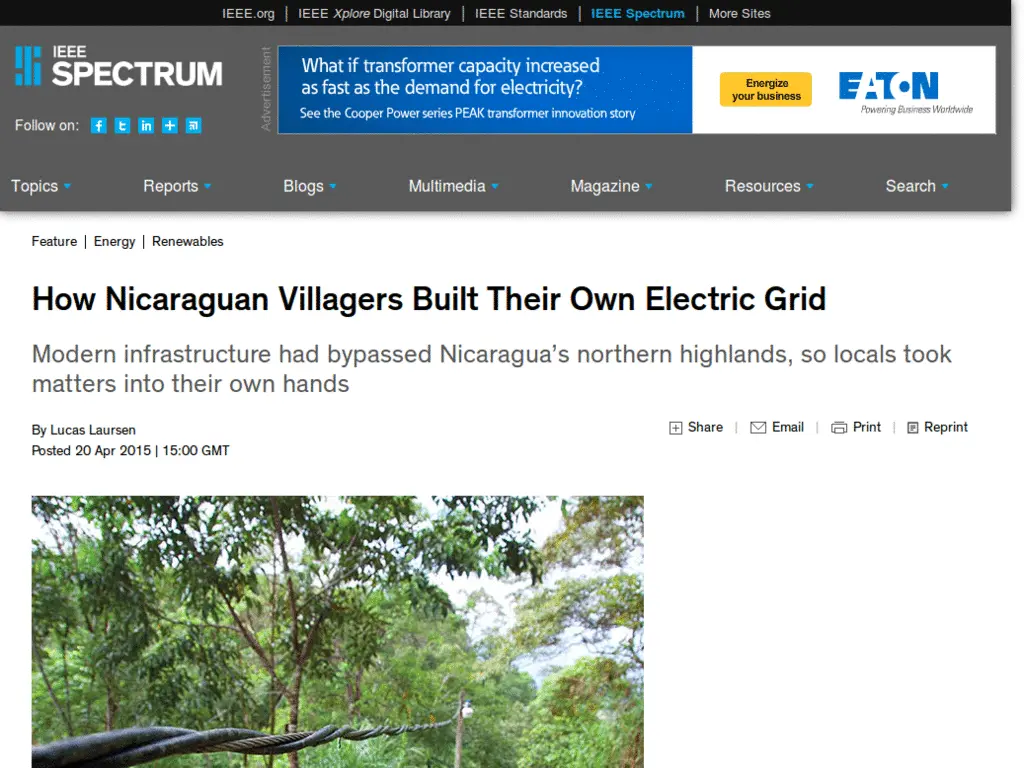 IEEE.org | IEEE Xplore Digital Library | IEEE Standards | IEEE Spectrum | More Sites
IEEE
SPECTRUM
Follow on:
Advertisement
What if transformer capacity increased
as fast as the demand for electricity?
See the Cooper Power series PEAK transformer innovation story
Energize
your business
EATON
Powering Business Worldwide
Topics Reports Blogs Multimedia Magazine Resources Search
Feature | Energy | Renewables
How Nicaraguan Villagers Built Their Own Electric Grid
Modern infrastructure had bypassed Nicaragua’s northern highlands, so locals took
matters into their own hands
By Lucas Laursen
Posted 20 Apr 2015 | 15:00 GMT
Share | Email | Print | Reprint